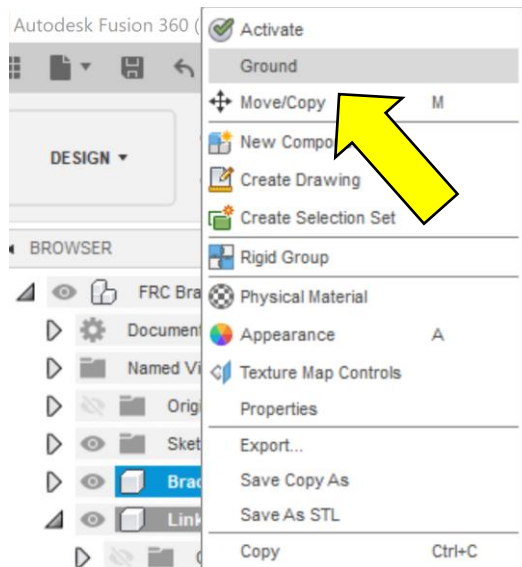 Autodesk Fusion 360 (
Activate
Ground
Move/Copy M
New Compo
DESIGN
Create Drawing
Create Selection Set
BROWSER
Rigid Group
FRC Bra
Physical Material
Document
Appearance A
Named Vi
Texture Map Controls
Origi
Properties
Sket
Export...
Brac
Save Copy As
Link
Save As STL
Copy Ctrl+C